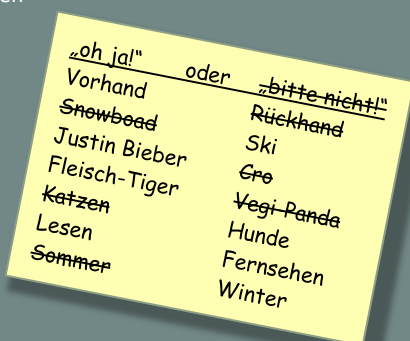 en
„oh ja!“ oder „bitte nicht!“
Vorhand Rückhand
Snowboad Ski
Justin Bieber Cro
Fleisch-Tiger Vegi Panda
Katzen Hunde
Lesen Fernsehen
Sommer Winter